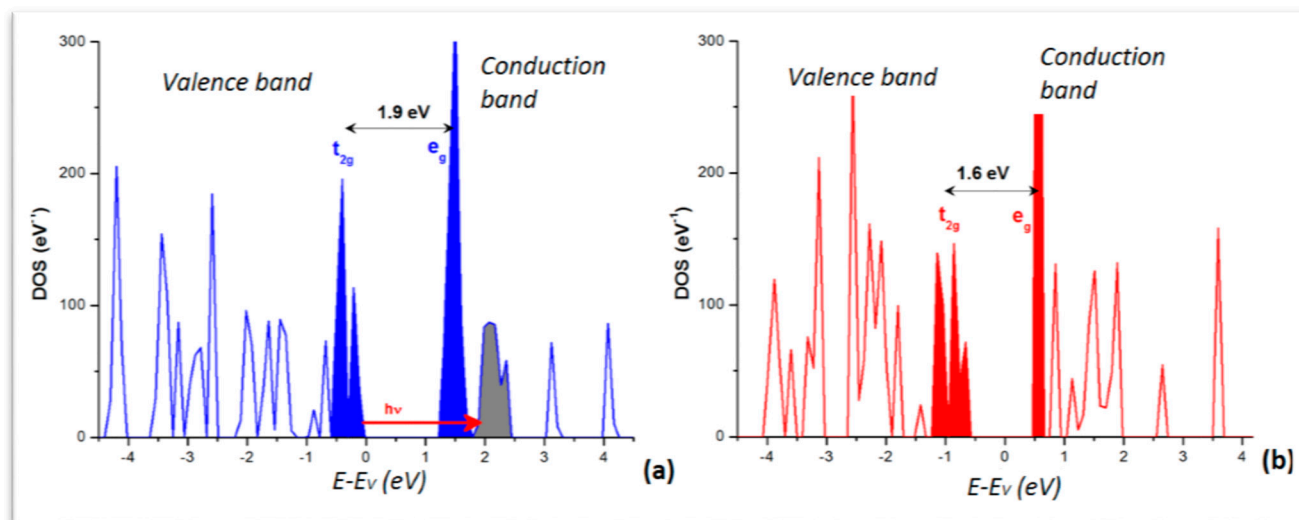 300
200
100
0
DOS (eV⁻¹)
Valence band
Conduction
band
1.9 eV
t2g
eg
hν
-4 -3 -2 -1 0 1 2 3 4
E-EV (eV)
(a)
300
200
100
0
DOS (eV⁻¹)
Valence band
Conduction
band
1.6 eV
t2g
eg
-4 -3 -2 -1 0 1 2 3 4
E-EV (eV)
(b)